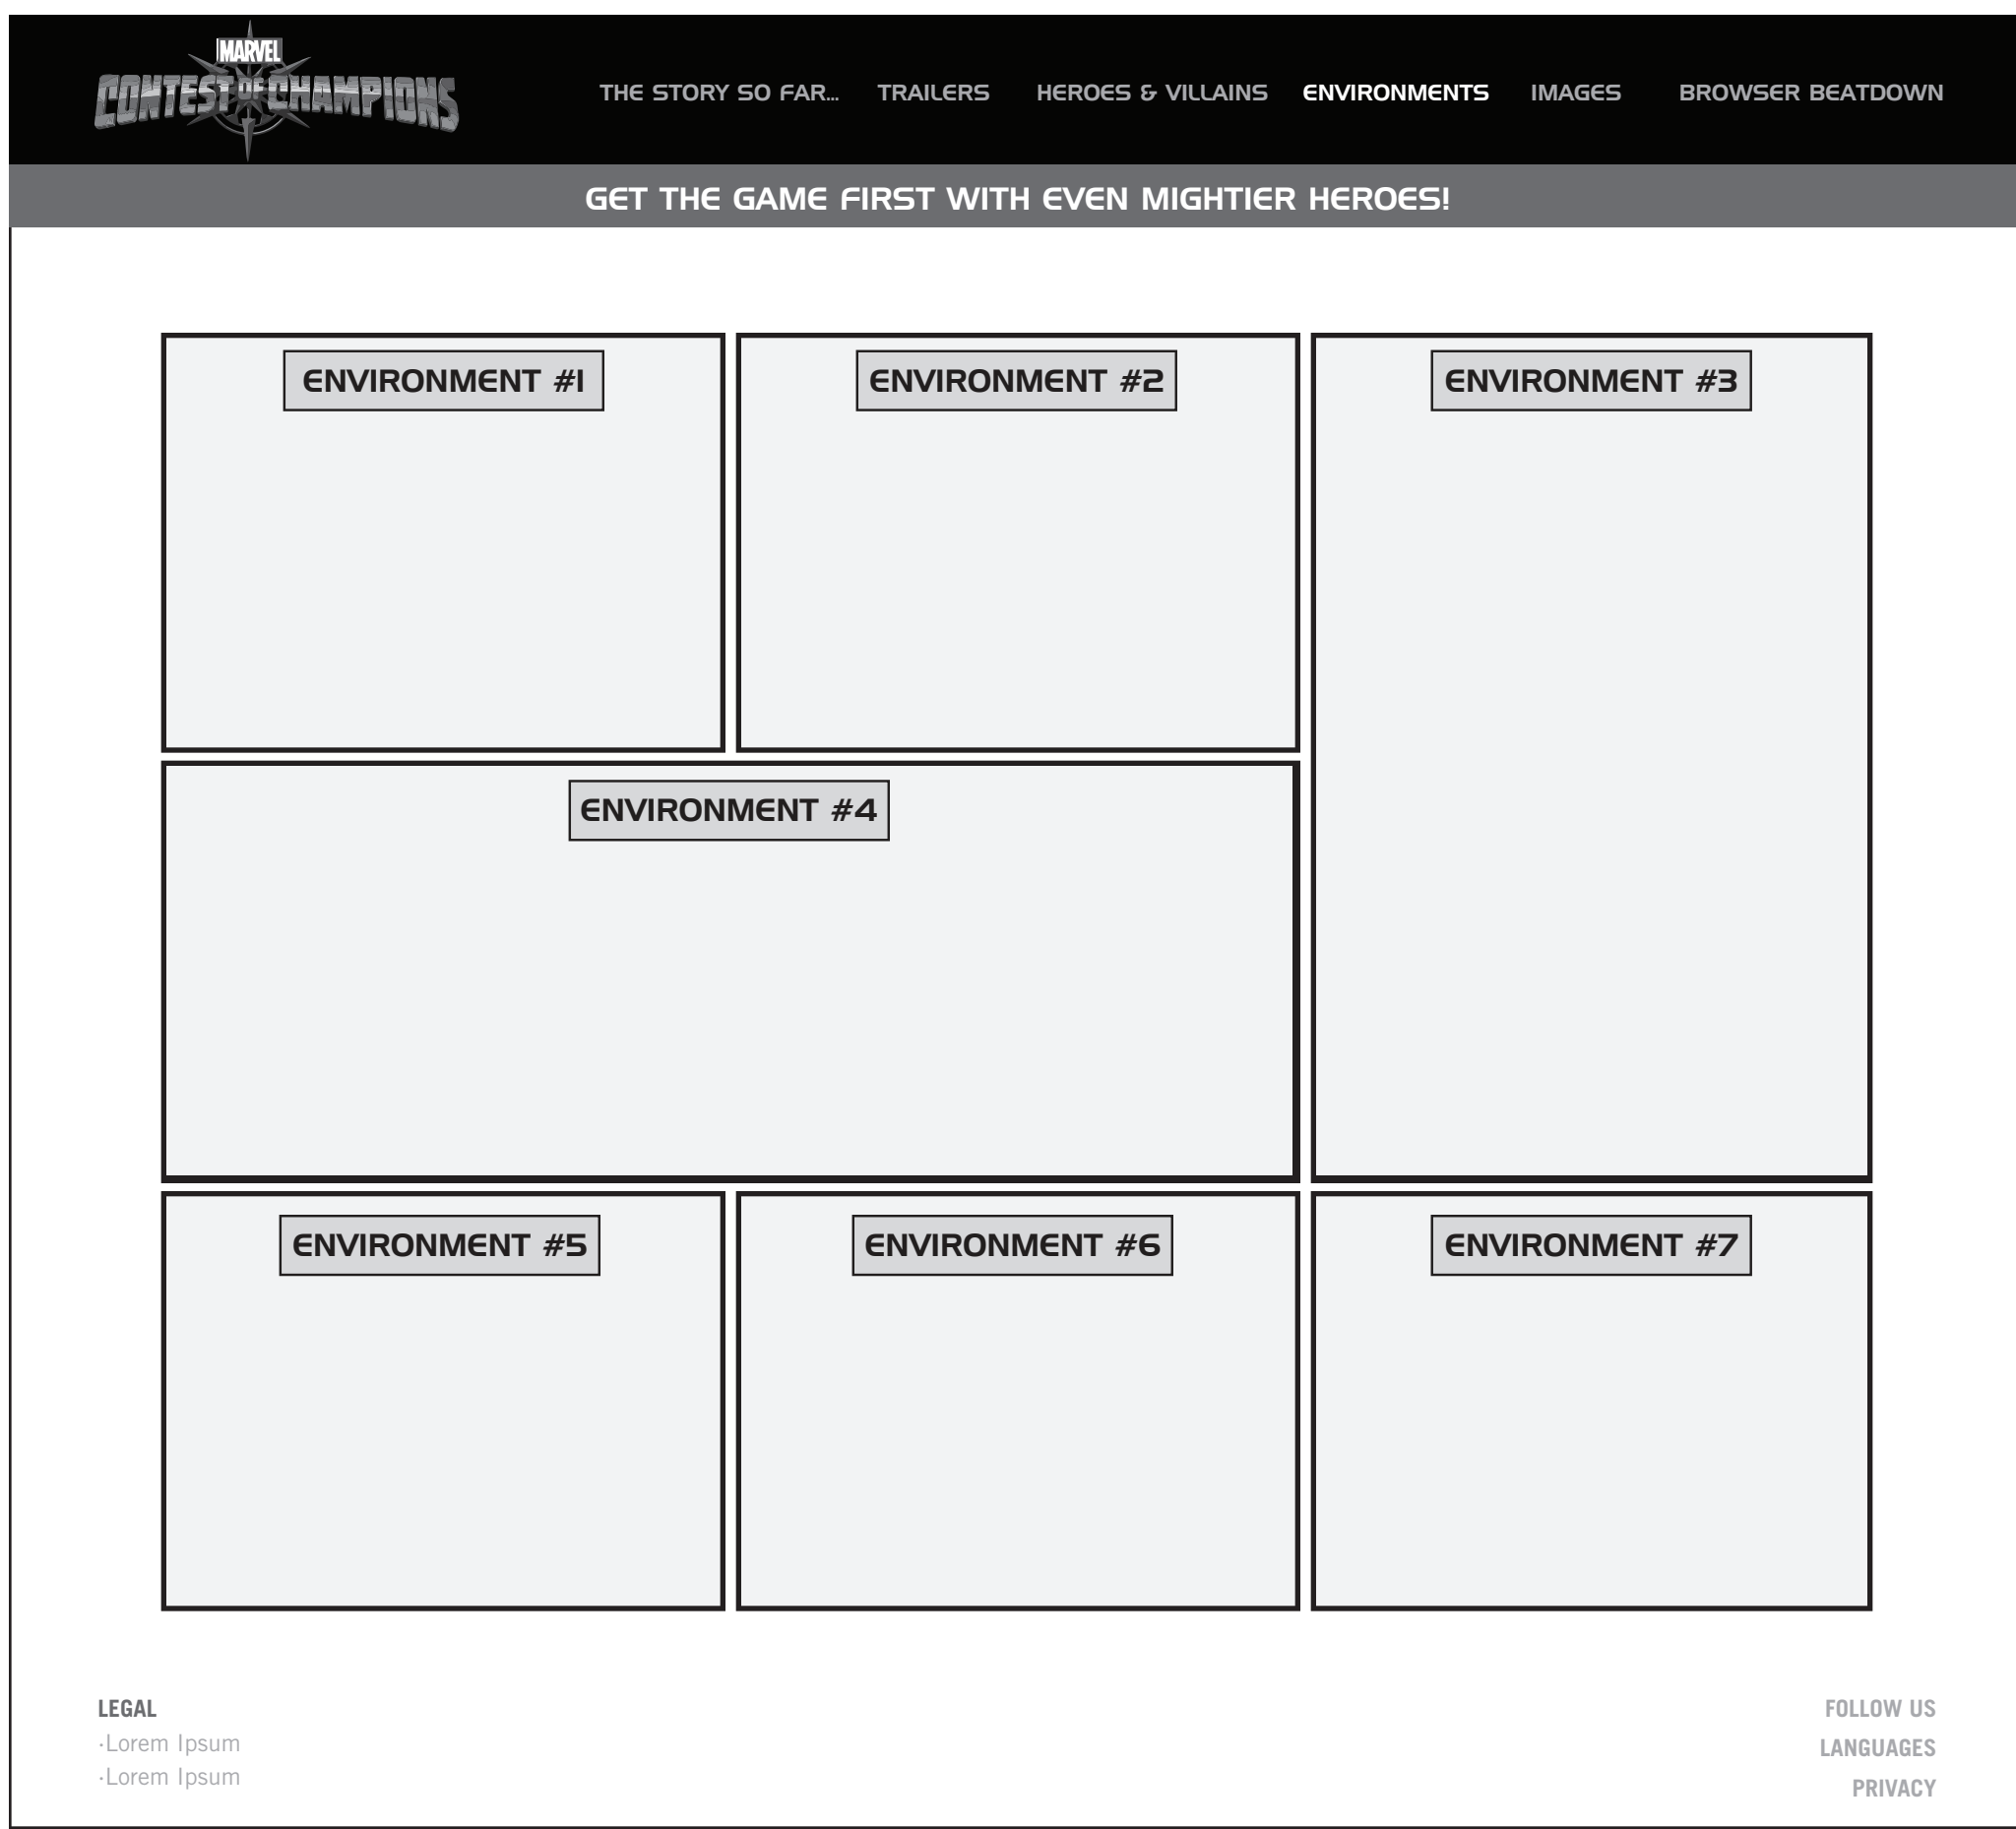 MARVEL
CONTEST OF CHAMPIONS
THE STORY SO FAR... TRAILERS HEROES & VILLAINS ENVIRONMENTS IMAGES BROWSER BEATDOWN
GET THE GAME FIRST WITH EVEN MIGHTIER HEROES!
ENVIRONMENT #1
ENVIRONMENT #2
ENVIRONMENT #3
ENVIRONMENT #4
ENVIRONMENT #5
ENVIRONMENT #6
ENVIRONMENT #7
LEGAL
·Lorem Ipsum
·Lorem Ipsum
FOLLOW US
LANGUAGES
PRIVACY